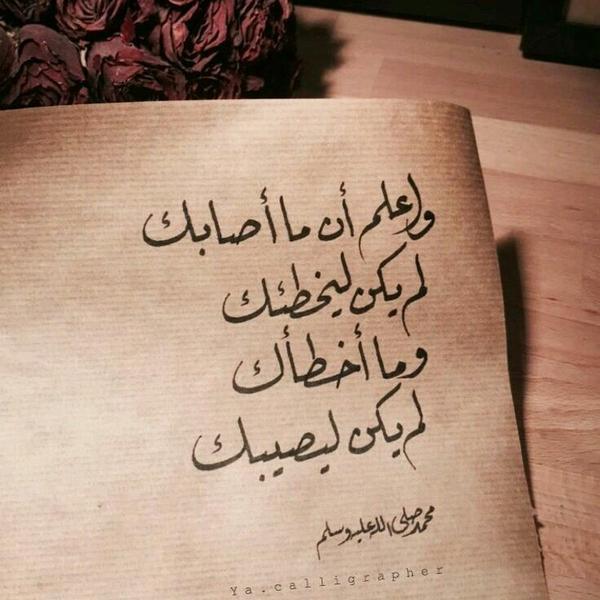 واعلم أن ما أصابك
لم يكن ليخطئك
وما أخطأك
لم يكن ليصيبك
محمد صلى الله عليه وسلم
Ya.calligrapher